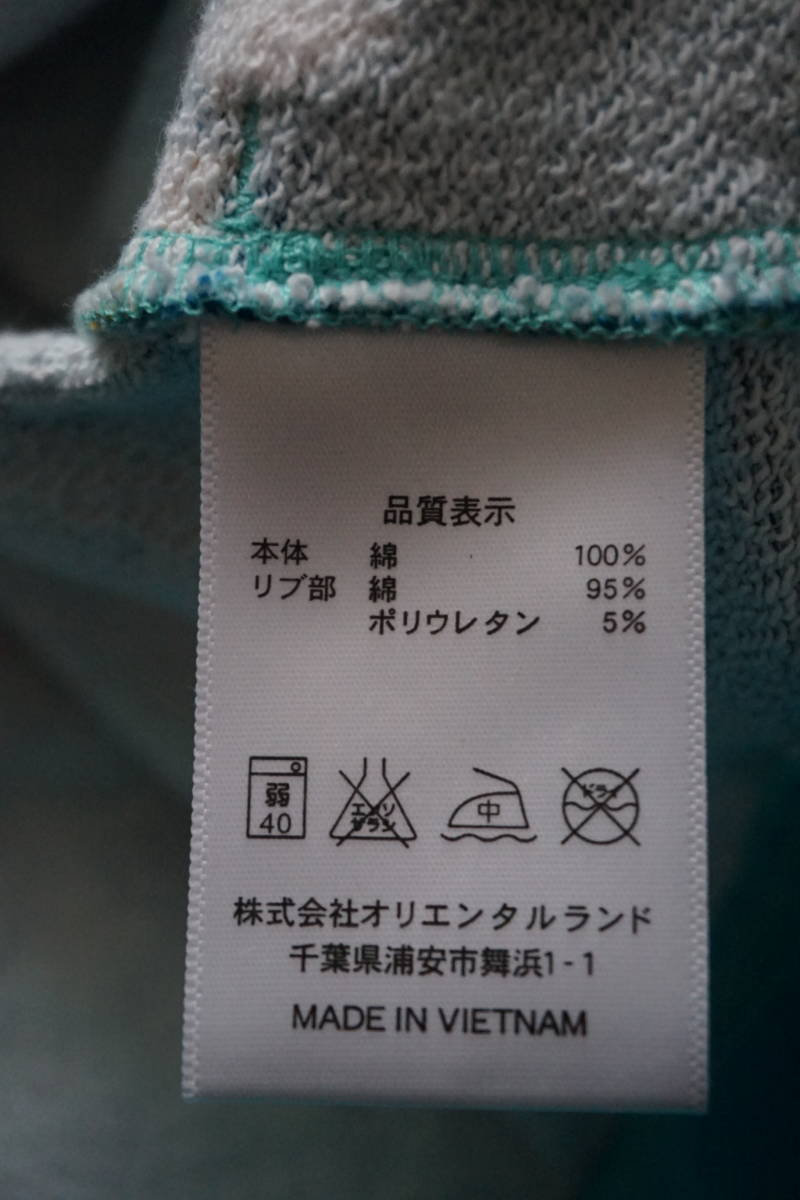 品質表示
本体 綿 100%
リブ部 綿 95%
ポリウレタン 5%
弱
40
エンソ
サラシ
中
ドライ
株式会社オリエンタルランド
千葉県浦安市舞浜1-1
MADE IN VIETNAM